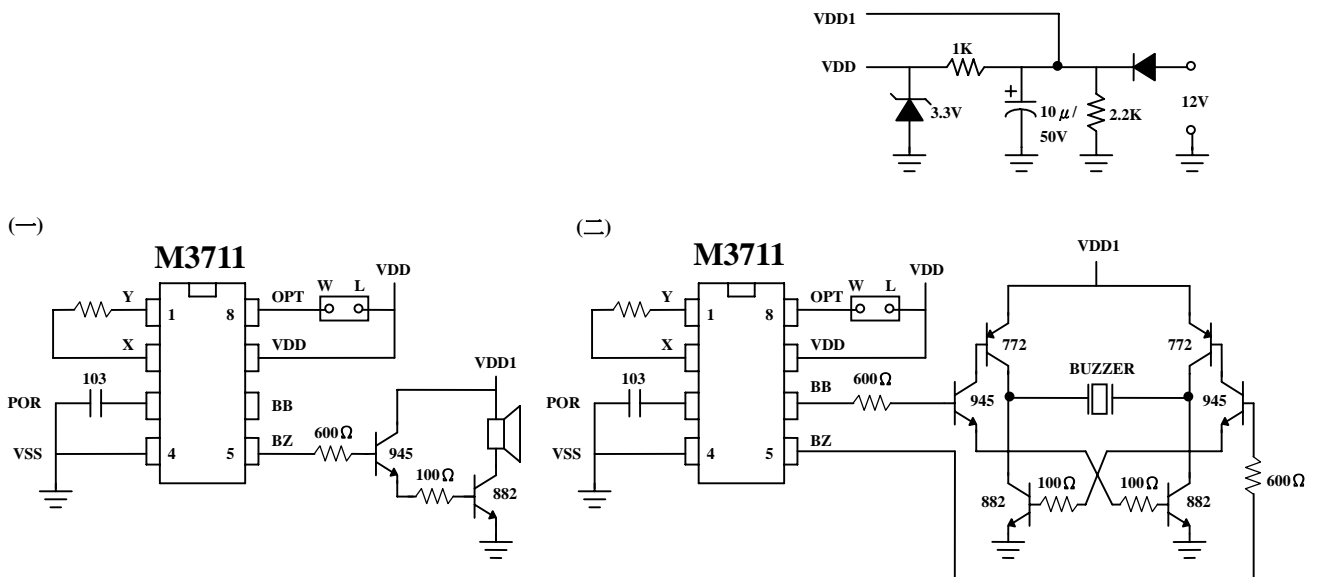 VDD1
1K
VDD
3.3V
10μ/
50V
2.2K
12V
(一)
M3711
VDD
W L
Y
1
8
OPT
X
VDD
VDD1
103
POR
BB
VSS
4
5
BZ
600Ω
945
100Ω
882
(二)
M3711
VDD
W L
Y
1
8
OPT
X
VDD
103
POR
BB
600Ω
VSS
4
5
BZ
VDD1
772
772
BUZZER
945
945
100Ω
100Ω
882
882
600Ω